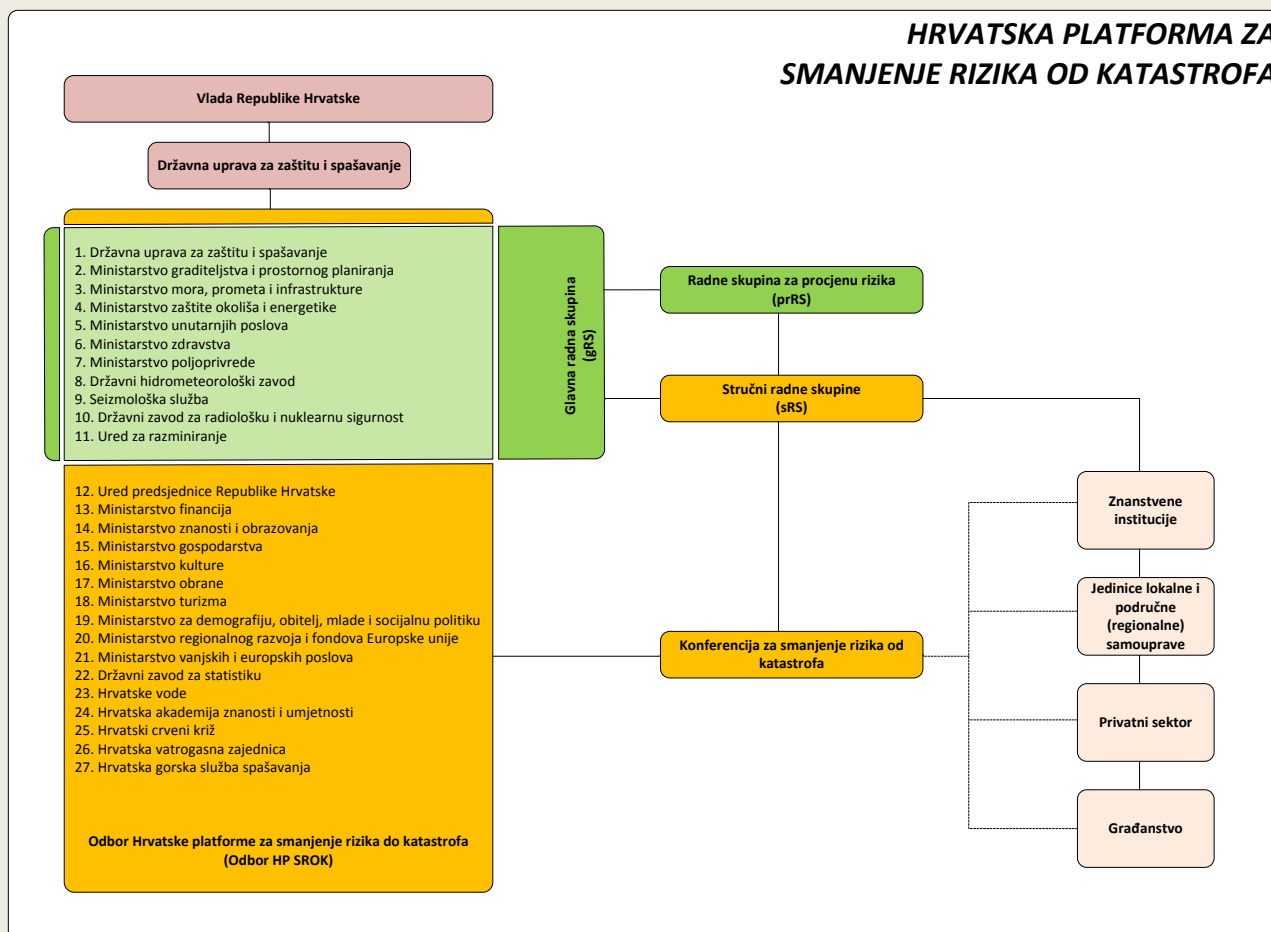 HRVATSKA PLATFORMA ZA
SMANJENJE RIZIKA OD KATASTROFA
Vlada Republike Hrvatske
Državna uprava za zaštitu i spašavanje
1. Državna uprava za zaštitu i spašavanje
2. Ministarstvo graditeljstva i prostornog planiranja
3. Ministarstvo mora, prometa i infrastrukture
4. Ministarstvo zaštite okoliša i energetike
5. Ministarstvo unutarnjih poslova
6. Ministarstvo zdravstva
7. Ministarstvo poljoprivrede
8. Državni hidrometeorološki zavod
9. Seizmološka služba
10. Državni zavod za radiološku i nuklearnu sigurnost
11. Ured za razminiranje
Glavna radna skupina
(gRS)
12. Ured predsjednice Republike Hrvatske
13. Ministarstvo financija
14. Ministarstvo znanosti i obrazovanja
15. Ministarstvo gospodarstva
16. Ministarstvo kulture
17. Ministarstvo obrane
18. Ministarstvo turizma
19. Ministarstvo za demografiju, obitelj, mlade i socijalnu politiku
20. Ministarstvo regionalnog razvoja i fondova Europske unije
21. Ministarstvo vanjskih i europskih poslova
22. Državni zavod za statistiku
23. Hrvatske vode
24. Hrvatska akademija znanosti i umjetnosti
25. Hrvatski crveni križ
26. Hrvatska vatrogasna zajednica
27. Hrvatska gorska služba spašavanja
Odbor Hrvatske platforme za smanjenje rizika do katastrofa
(Odbor HP SROK)
Radne skupina za procjenu rizika
(prRS)
Stručni radne skupine
(sRS)
Konferencija za smanjenje rizika od
katastrofa
Znanstvene
institucije
Jedinice lokalne i
područne
(regionalne)
samouprave
Privatni sektor
Građanstvo